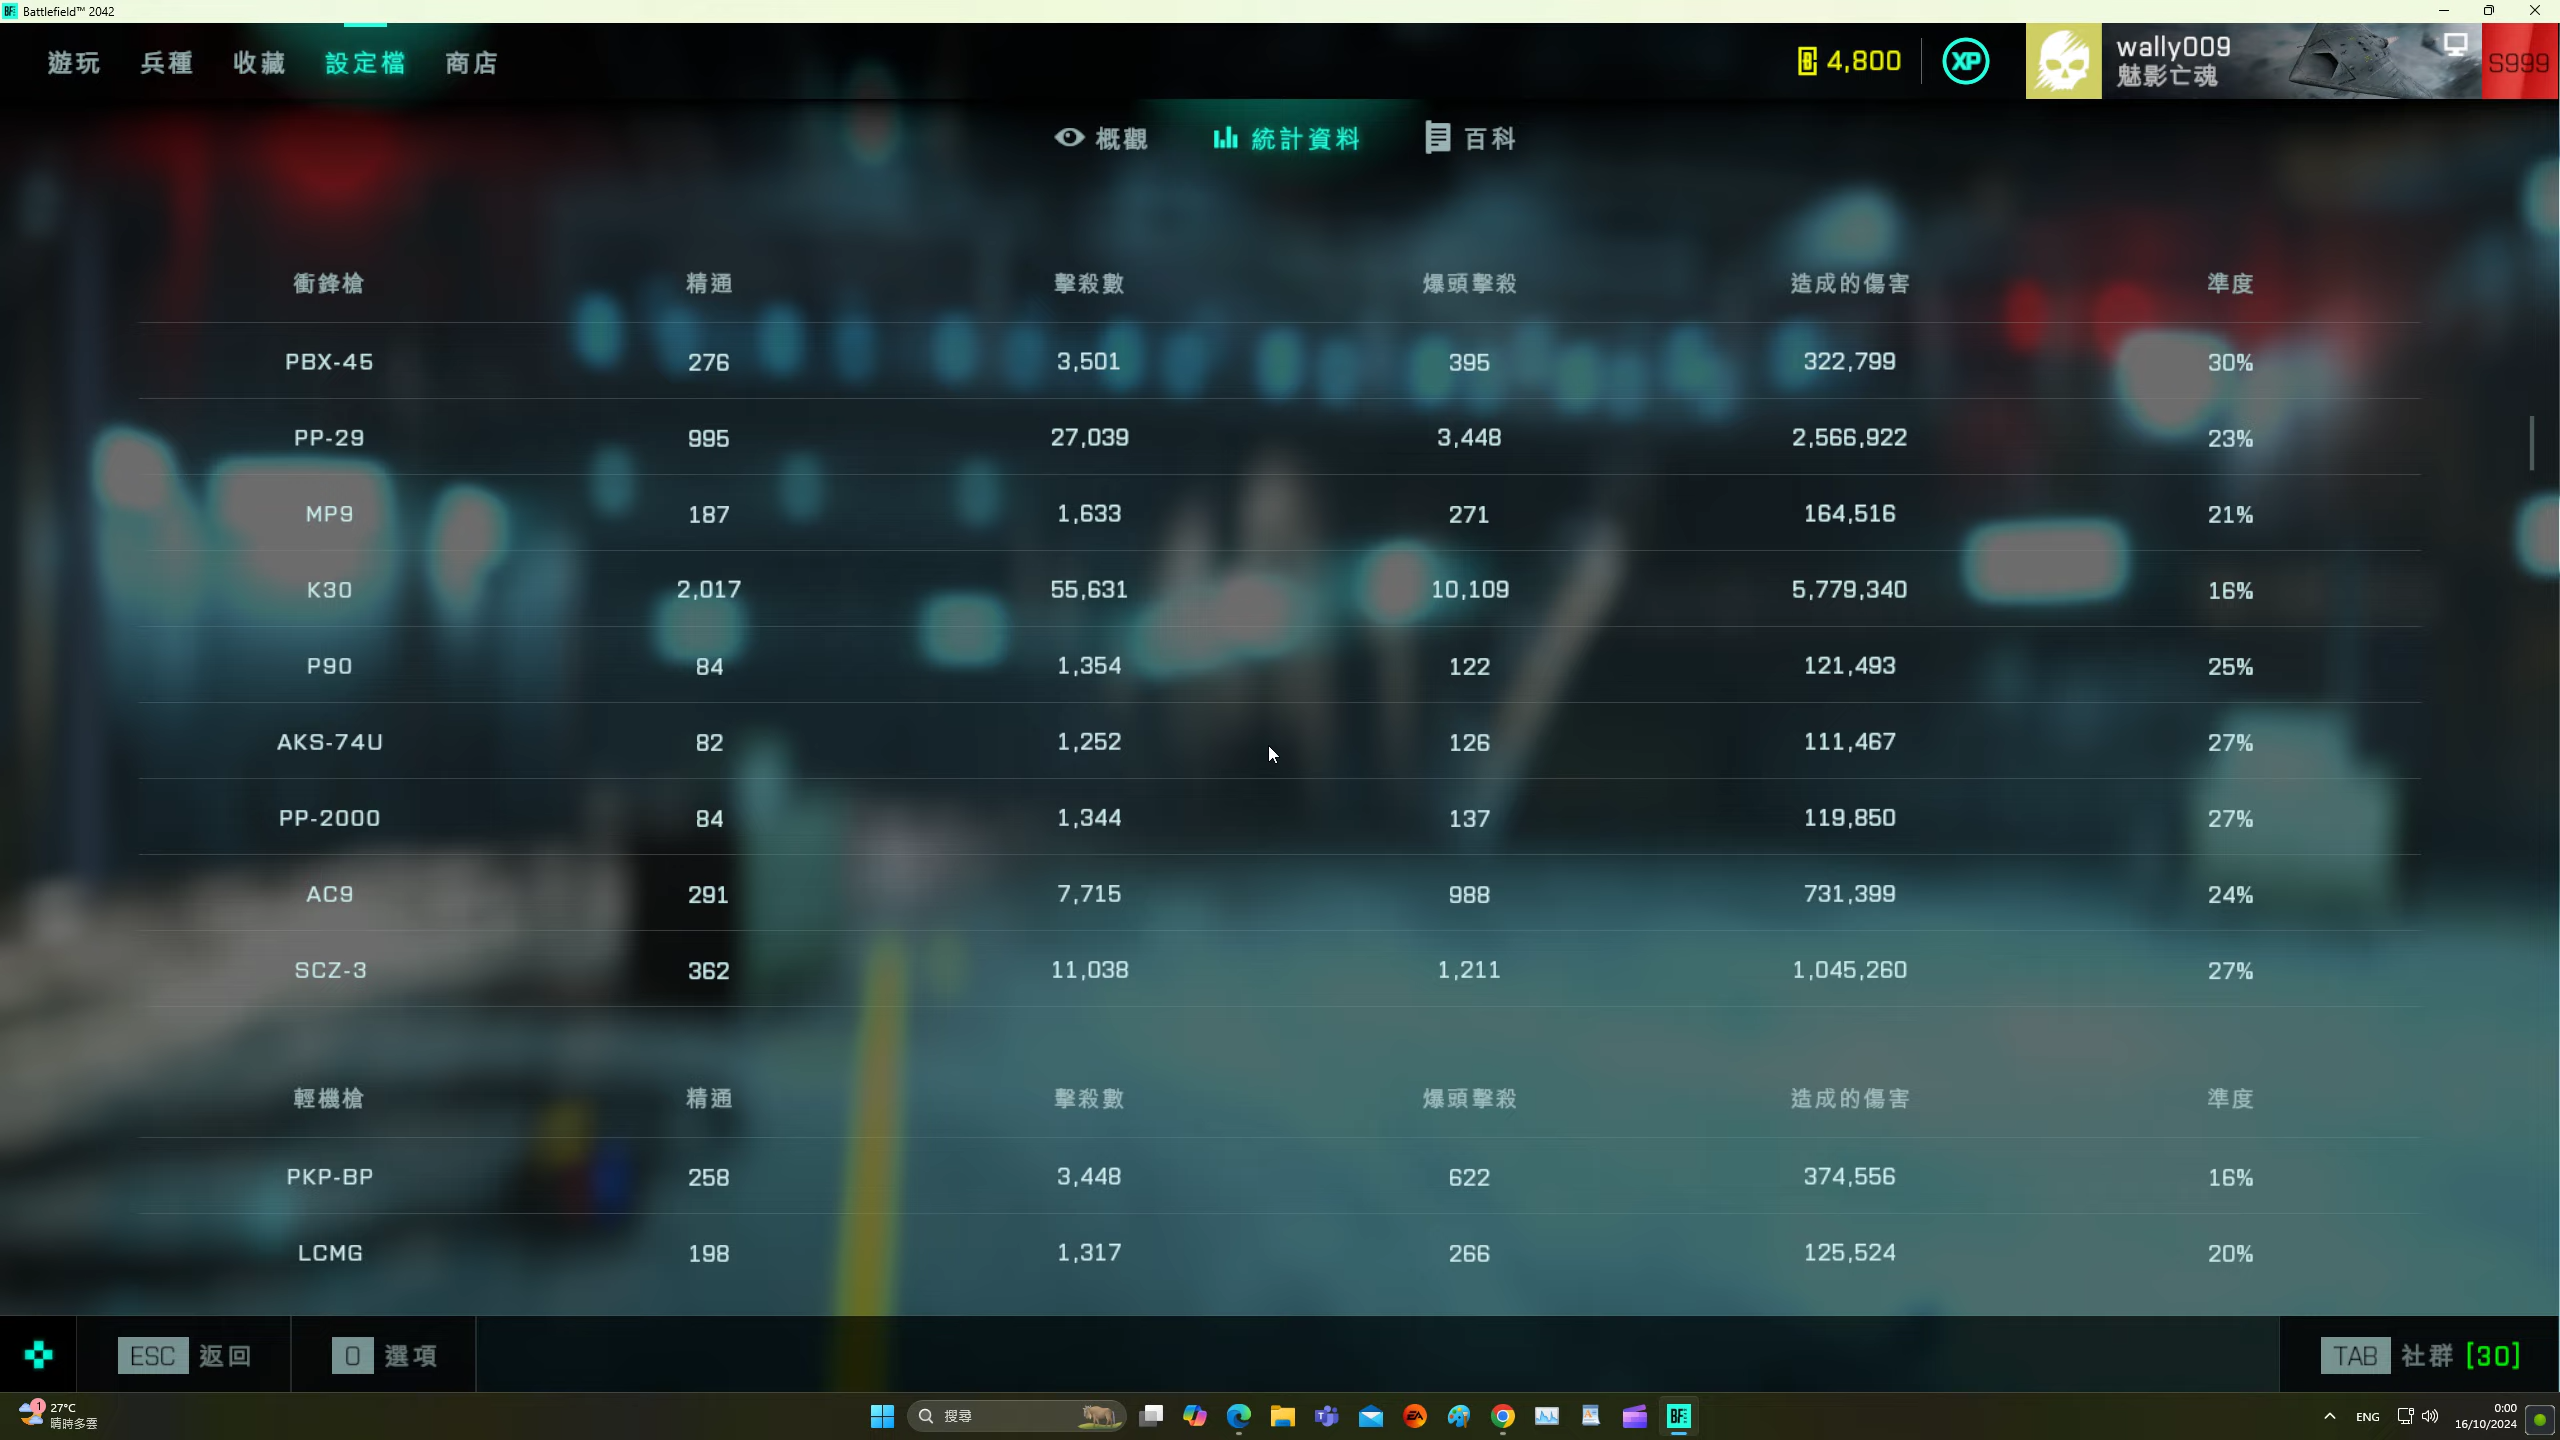 Battlefield™ 2042
遊玩 兵種 收藏 設定檔 商店
4,800 XP wally009
魅影亡魂
S999
概觀 統計資料 百科
衝鋒槍 精通 擊殺數 爆頭擊殺 造成的傷害 準度
PBX-45 276 3,501 395 322,799 30%
PP-29 995 27,039 3,448 2,566,922 23%
MP9 187 1,633 271 164,516 21%
K30 2,017 55,631 10,109 5,779,340 16%
P90 84 1,354 122 121,493 25%
AKS-74U 82 1,252 126 111,467 27%
PP-2000 84 1,344 137 119,850 27%
AC9 291 7,715 988 731,399 24%
SCZ-3 362 11,038 1,211 1,045,260 27%
輕機槍 精通 擊殺數 爆頭擊殺 造成的傷害 準度
PKP-BP 258 3,448 622 374,556 16%
LCMG 198 1,317 266 125,524 20%
ESC 返回 O 選項 TAB 社群 [30]
1 27°C
晴時多雲
搜尋
EA
BF
ENG
0:00
16/10/2024